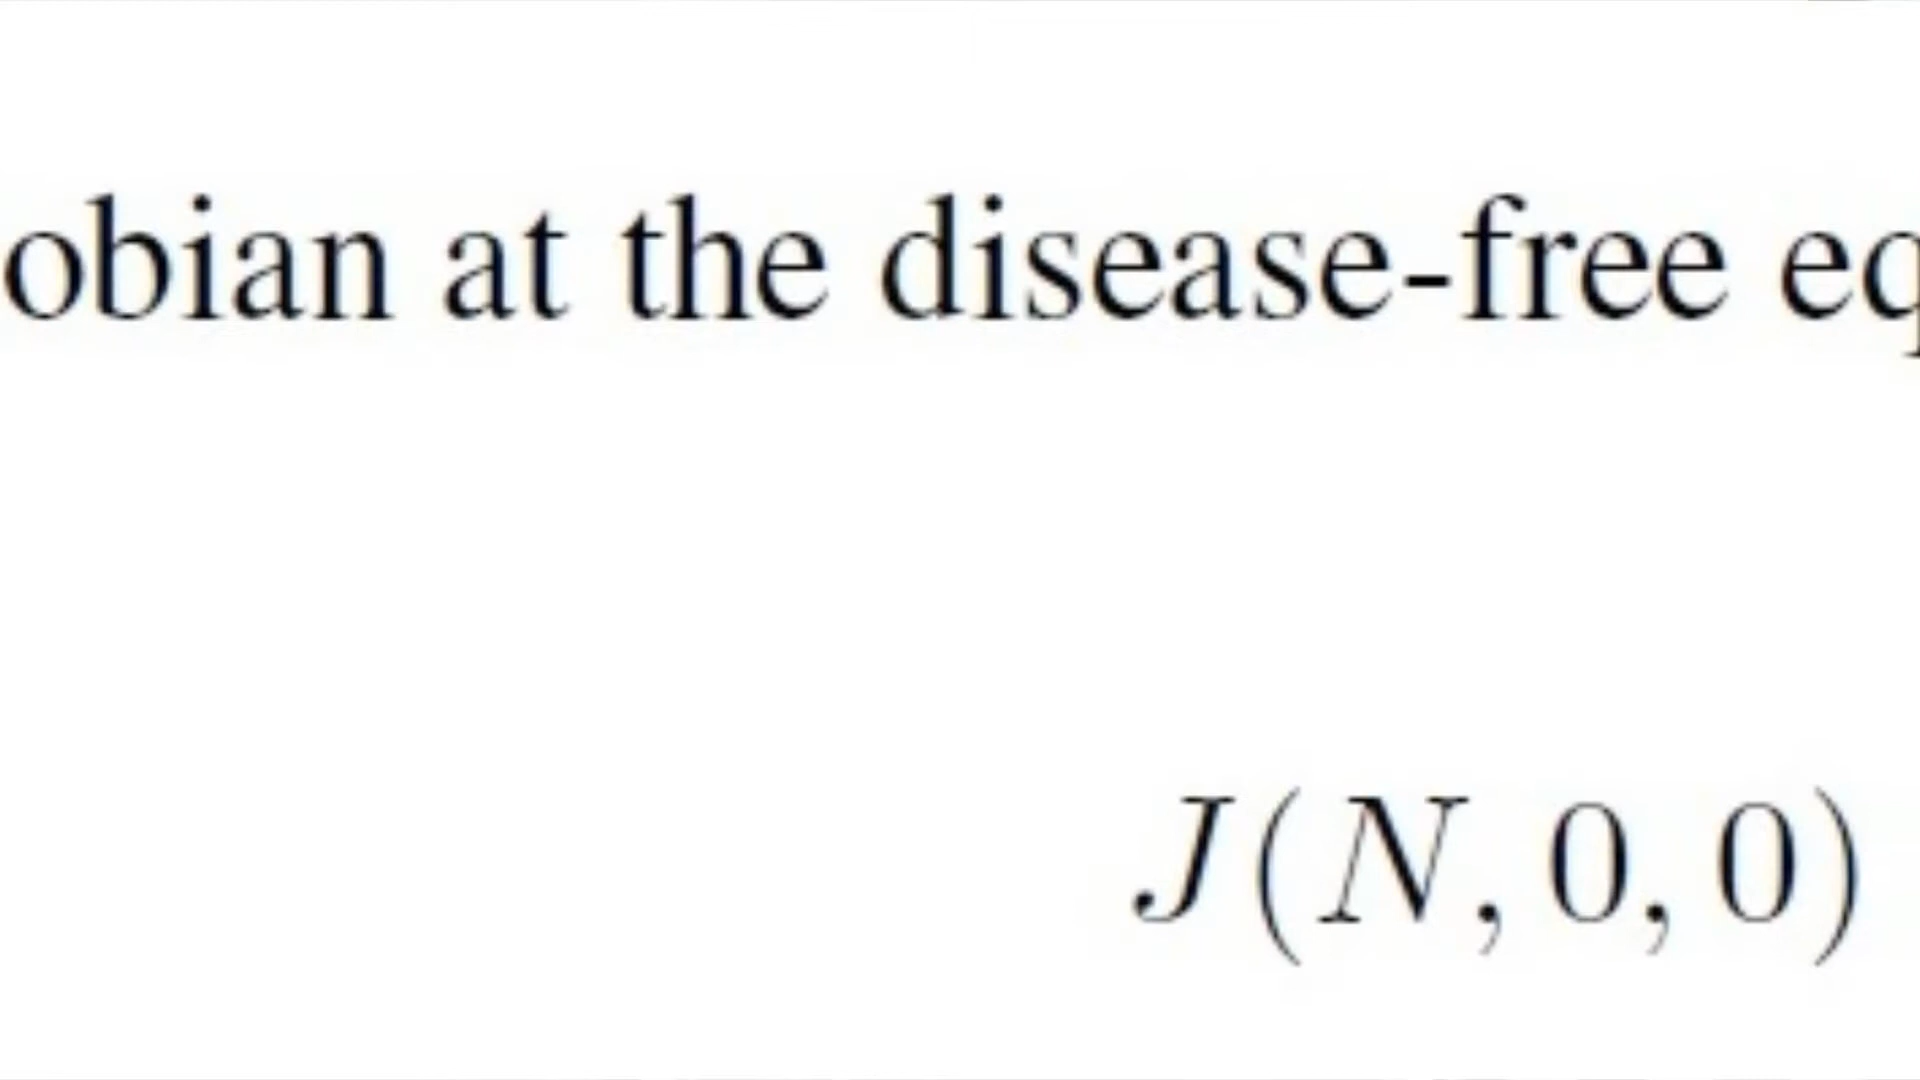 obian at the disease-free eq
J(N, 0, 0)